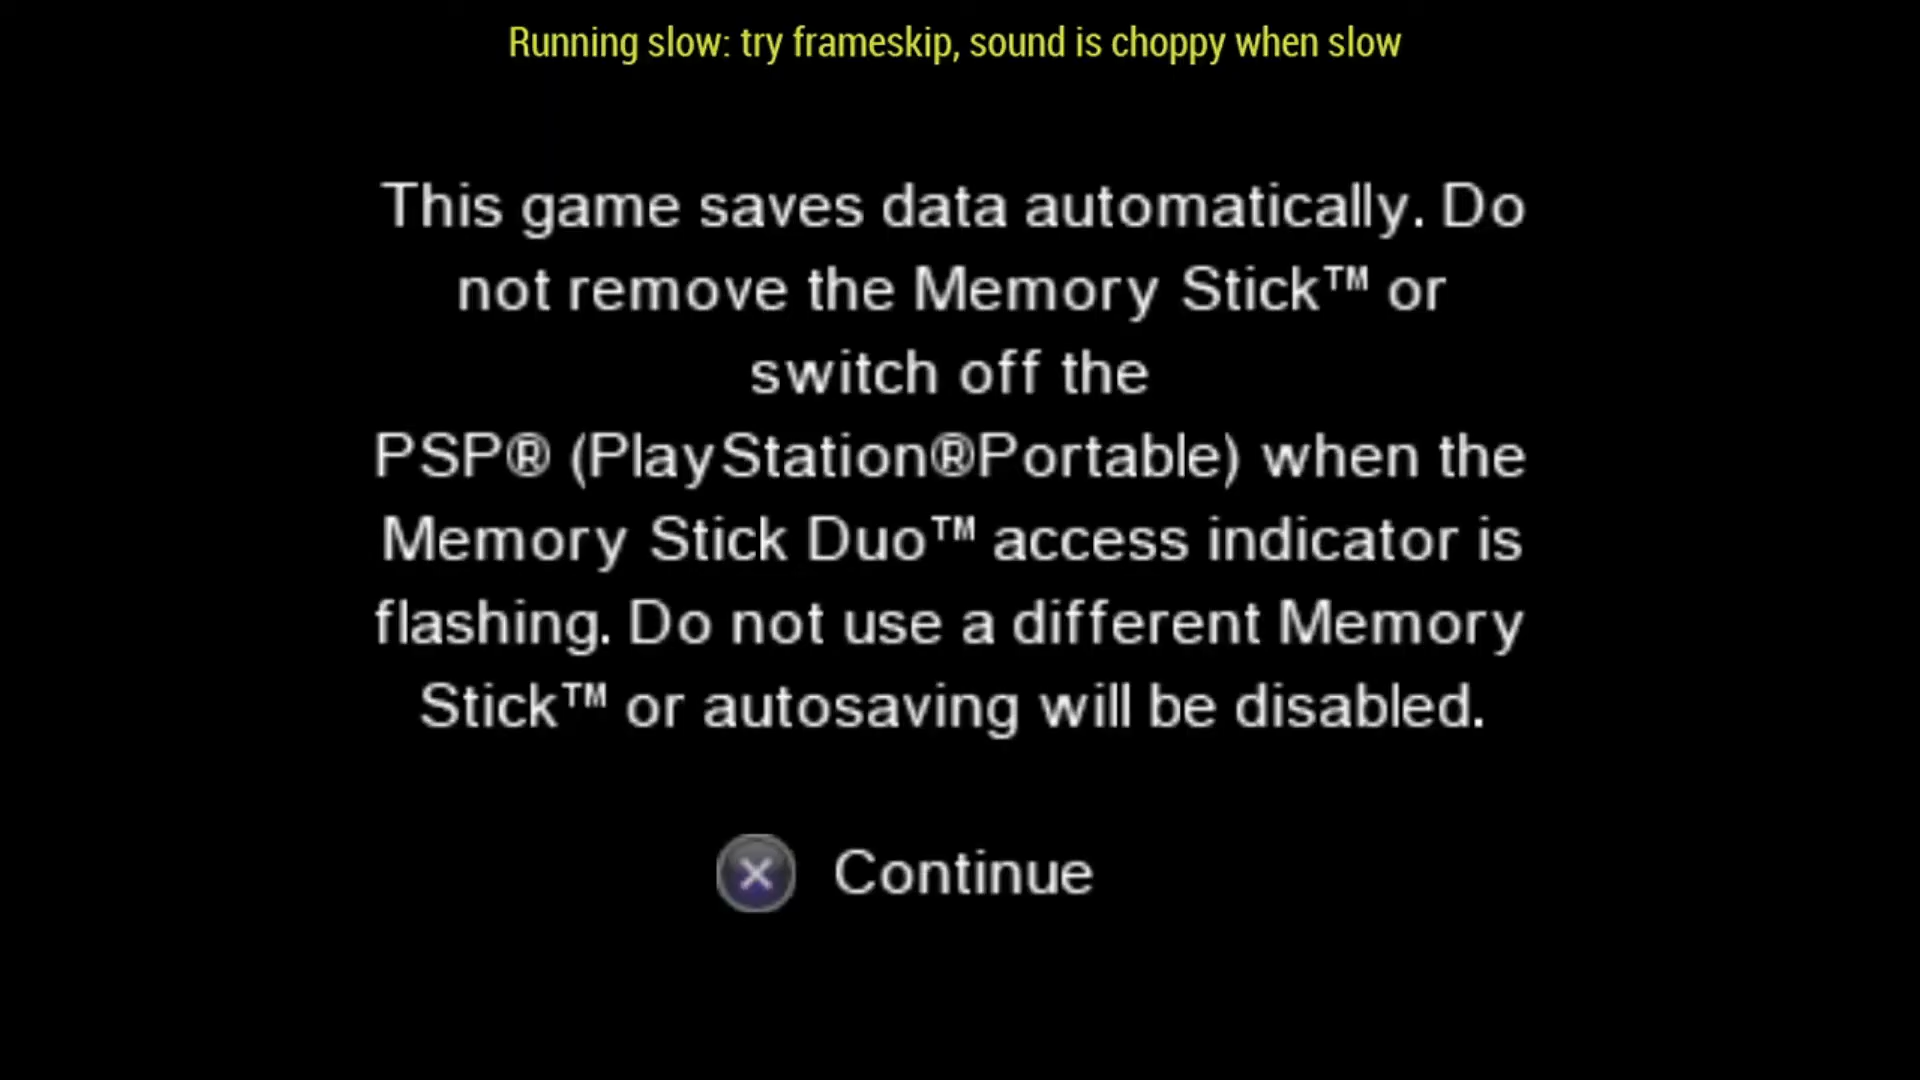 Running slow: try frameskip, sound is choppy when slow
This game saves data automatically. Do
not remove the Memory Stick™ or
switch off the
PSP® (PlayStation®Portable) when the
Memory Stick Duo™ access indicator is
flashing. Do not use a different Memory
Stick™ or autosaving will be disabled.
Continue